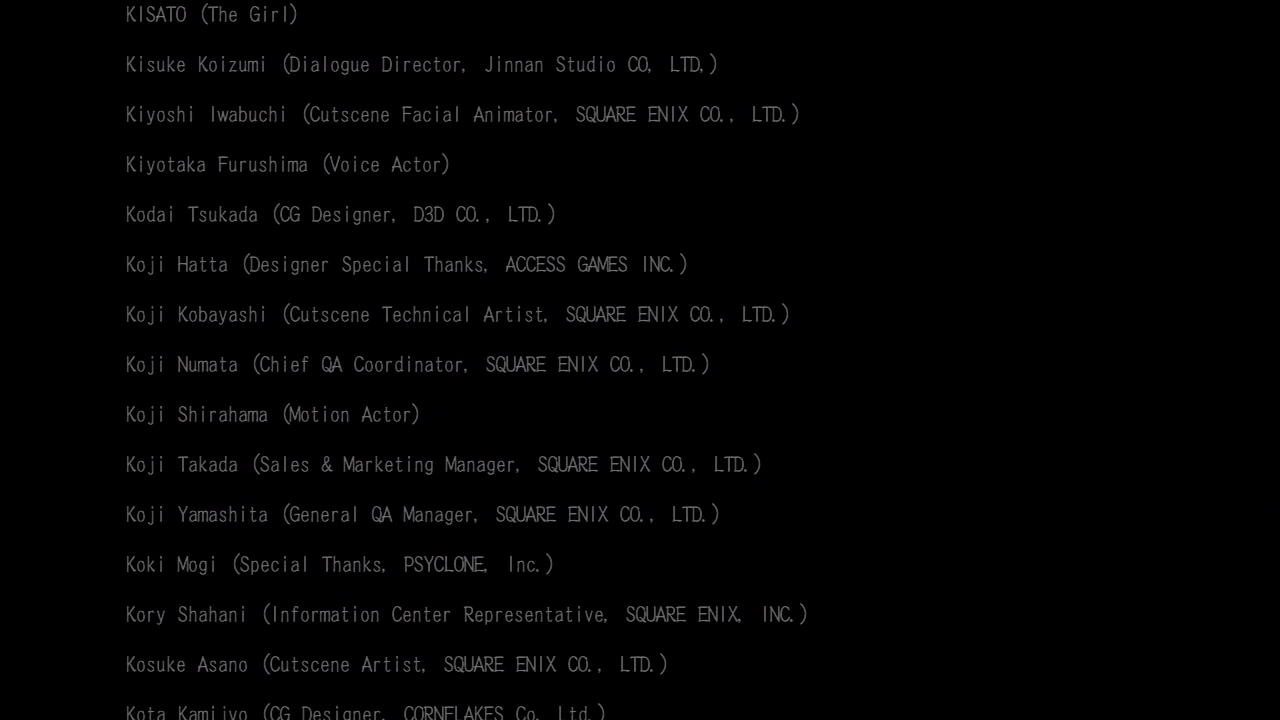 KISATO (The Girl)
Kisuke Koizumi (Dialogue Director, Jinnan Studio CO, LTD,)
Kiyoshi Iwabuchi (Cutscene Facial Animator, SQUARE ENIX CO., LTD.)
Kiyotaka Furushima (Voice Actor)
Kodai Tsukada (CG Designer, D3D CO., LTD.)
Koji Hatta (Designer Special Thanks, ACCESS GAMES INC.)
Koji Kobayashi (Cutscene Technical Artist, SQUARE ENIX CO., LTD.)
Koji Numata (Chief QA Coordinator, SQUARE ENIX CO., LTD.)
Koji Shirahama (Motion Actor)
Koji Takada (Sales & Marketing Manager, SQUARE ENIX CO., LTD.)
Koji Yamashita (General QA Manager, SQUARE ENIX CO., LTD.)
Koki Mogi (Special Thanks, PSYCLONE, Inc.)
Kory Shahani (Information Center Representative, SQUARE ENIX, INC.)
Kosuke Asano (Cutscene Artist, SQUARE ENIX CO., LTD.)
Kota Kamijyo (CG Designer, CORNFLAKES Co. Ltd.)